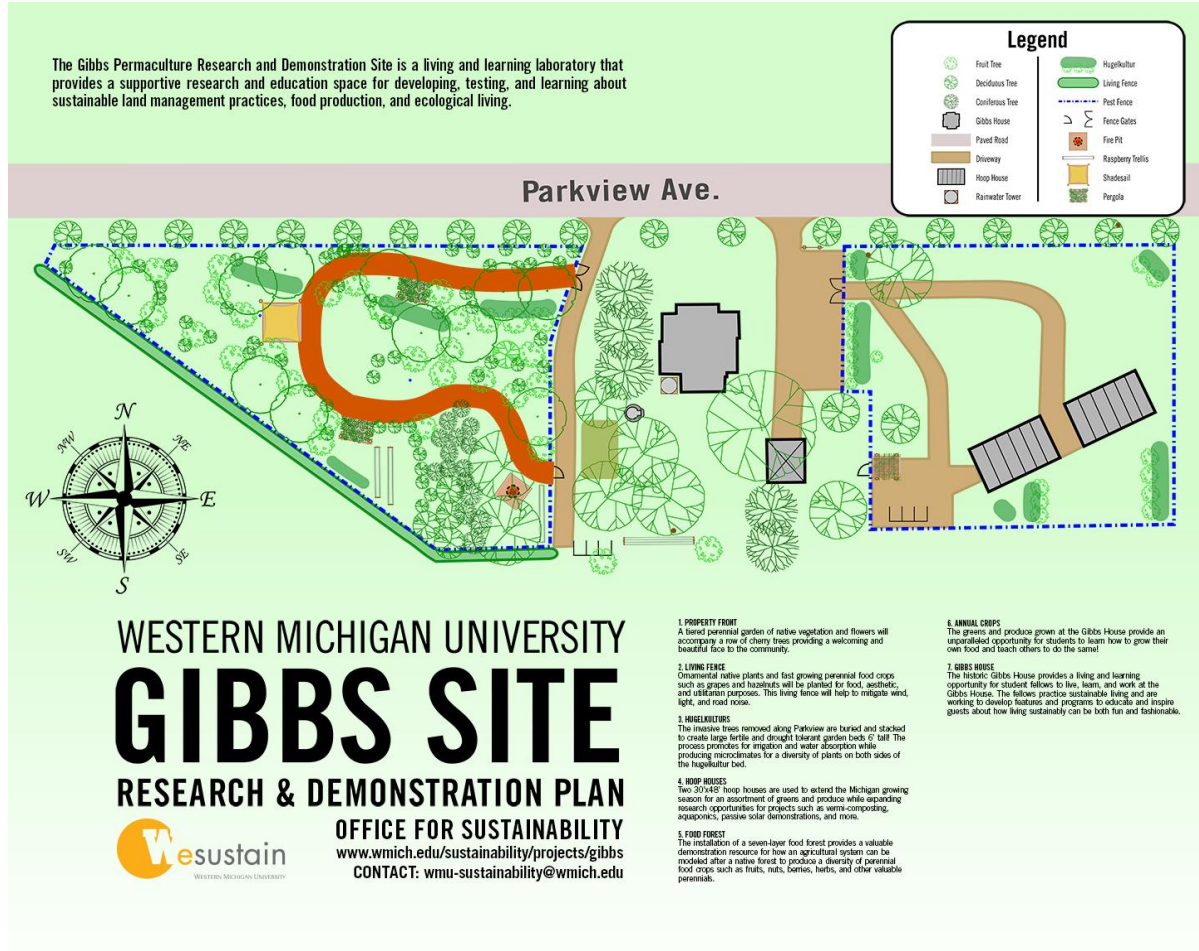 The Gibbs Permaculture Research and Demonstration Site is a living and learning laboratory that
provides a supportive research and education space for developing, testing, and learning about
sustainable land management practices, food production, and ecological living.
Legend
Fruit Tree
Deciduous Tree
Coniferous Tree
Gibbs House
Paved Road
Driveway
Hoop House
Rainwater Tower
Hugelkultur
Living Fence
Pest Fence
Fence Gates
Fire Pit
Raspberry Trellis
Shadesail
Pergola
Parkview Ave.
N
NW
NE
W
E
SW
SE
S
WESTERN MICHIGAN UNIVERSITY
GIBBS SITE
RESEARCH & DEMONSTRATION PLAN
OFFICE FOR SUSTAINABILITY
www.wmich.edu/sustainability/projects/gibbs
CONTACT: wmu-sustainability@wmich.edu
Wesustain
WESTERN MICHIGAN UNIVERSITY
1. PROPERTY FRONT
A tiered perennial garden of native vegetation and flowers will
accompany a row of cherry trees providing a welcoming and
beautiful face to the community.
2. LIVING FENCE
Ornamental native plants and fast growing perennial food crops
such as grapes and hazelnuts will be planted for food, aesthetic,
and utilitarian purposes. This living fence will help to mitigate wind,
light, and road noise.
3. HUGELKULTURS
The invasive trees removed along Parkview are buried and stacked
to create large fertile and drought tolerant garden beds 6' tall! The
process promotes for irrigation and water absorption while
producing microclimates for a diversity of plants on both sides of
the hugelkultur bed.
4. HOOP HOUSES
Two 30'x48' hoop houses are used to extend the Michigan growing
season for an assortment of greens and produce while expanding
research opportunities for projects such as vermi-composting,
aquaponics, passive solar demonstrations, and more.
5. FOOD FOREST
The installation of a seven-layer food forest provides a valuable
demonstration resource for how an agricultural system can be
modeled after a native forest to produce a diversity of perennial
food crops such as fruits, nuts, berries, herbs, and other valuable
perennials.
6. ANNUAL CROPS
The greens and produce grown at the Gibbs House provide an
unparalleled opportunity for students to learn how to grow their
own food and teach others to do the same!
7. GIBBS HOUSE
The historic Gibbs House provides a living and learning
opportunity for student fellows to live, learn, and work at the
Gibbs House. The fellows practice sustainable living and are
working to develop features and programs to educate and inspire
guests about how living sustainably can be both fun and fashionable.